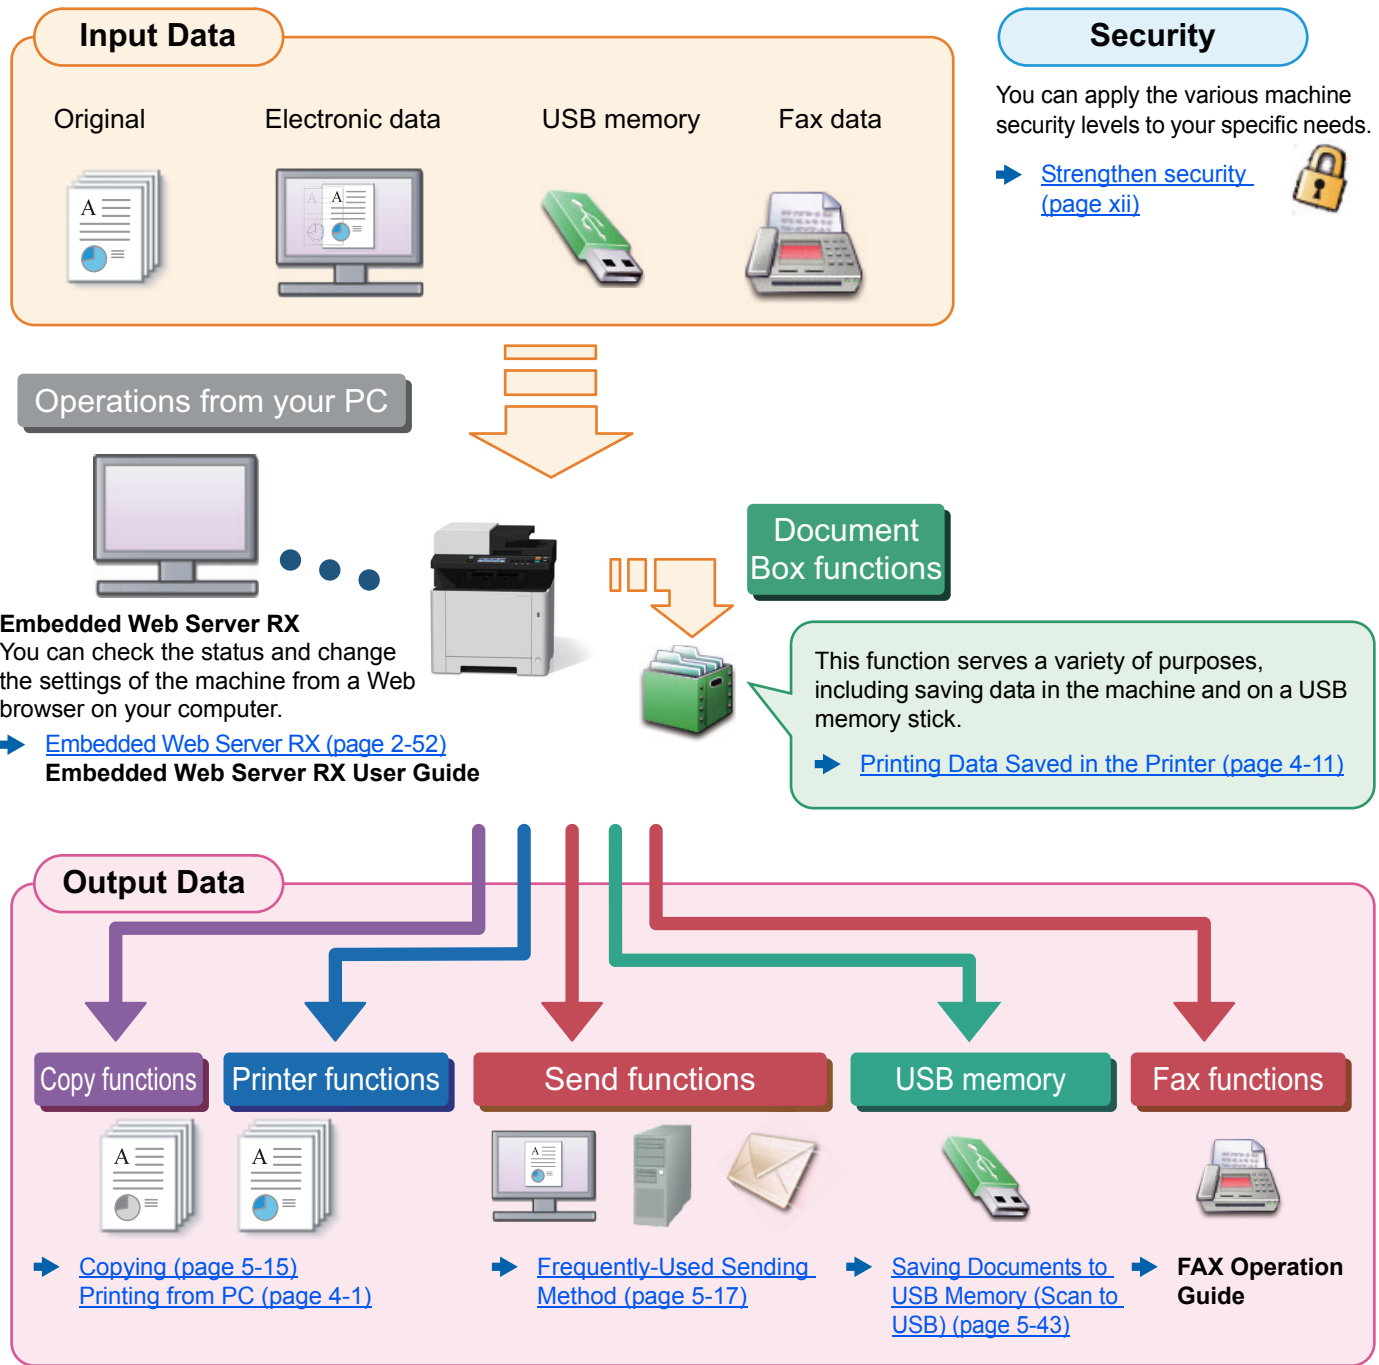 Input Data
Original
Electronic data
USB memory
Fax data
Security
You can apply the various machine
security levels to your specific needs.
Strengthen security
(page xii)
Operations from your PC
Embedded Web Server RX
You can check the status and change
the settings of the machine from a Web
browser on your computer.
Embedded Web Server RX (page 2-52)
Embedded Web Server RX User Guide
Document
Box functions
This function serves a variety of purposes,
including saving data in the machine and on a USB
memory stick.
Printing Data Saved in the Printer (page 4-11)
Output Data
Copy functions
Printer functions
Send functions
USB memory
Fax functions
Copying (page 5-15)
Printing from PC (page 4-1)
Frequently-Used Sending
Method (page 5-17)
Saving Documents to
USB Memory (Scan to
USB) (page 5-43)
FAX Operation
Guide